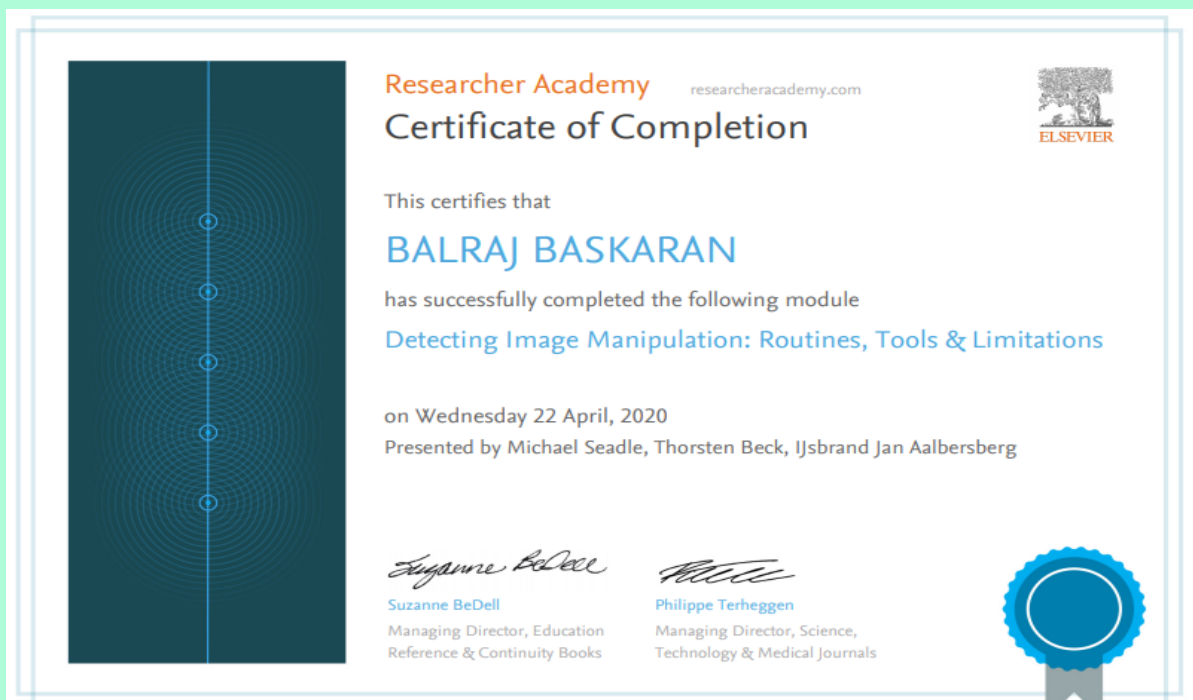 Researcher Academy researcheracademy.com
Certificate of Completion
ELSEVIER
This certifies that
BALRAJ BASKARAN
has successfully completed the following module
Detecting Image Manipulation: Routines, Tools & Limitations
on Wednesday 22 April, 2020
Presented by Michael Seadle, Thorsten Beck, IJsbrand Jan Aalbersberg
Suzanne BeDell
Suzanne BeDell Philippe Terheggen
Managing Director, Education Managing Director, Science,
Reference & Continuity Books Technology & Medical Journals